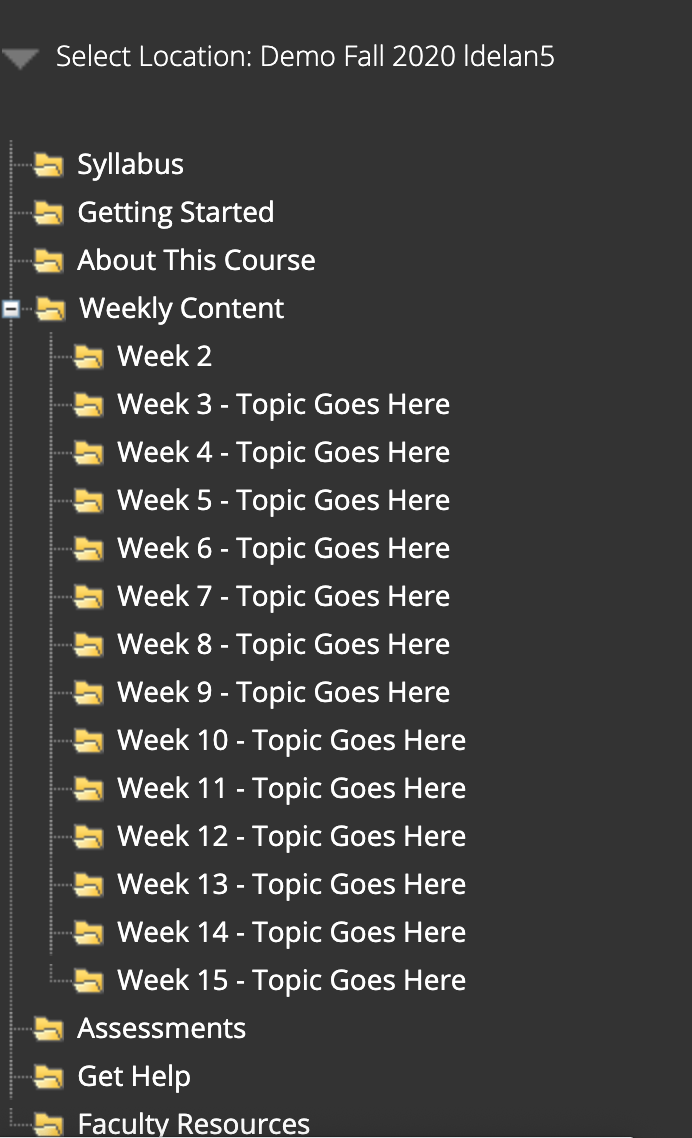 Select Location: Demo Fall 2020 ldelan5
Syllabus
Getting Started
About This Course
Weekly Content
Week 2
Week 3 - Topic Goes Here
Week 4 - Topic Goes Here
Week 5 - Topic Goes Here
Week 6 - Topic Goes Here
Week 7 - Topic Goes Here
Week 8 - Topic Goes Here
Week 9 - Topic Goes Here
Week 10 - Topic Goes Here
Week 11 - Topic Goes Here
Week 12 - Topic Goes Here
Week 13 - Topic Goes Here
Week 14 - Topic Goes Here
Week 15 - Topic Goes Here
Assessments
Get Help
Faculty Resources